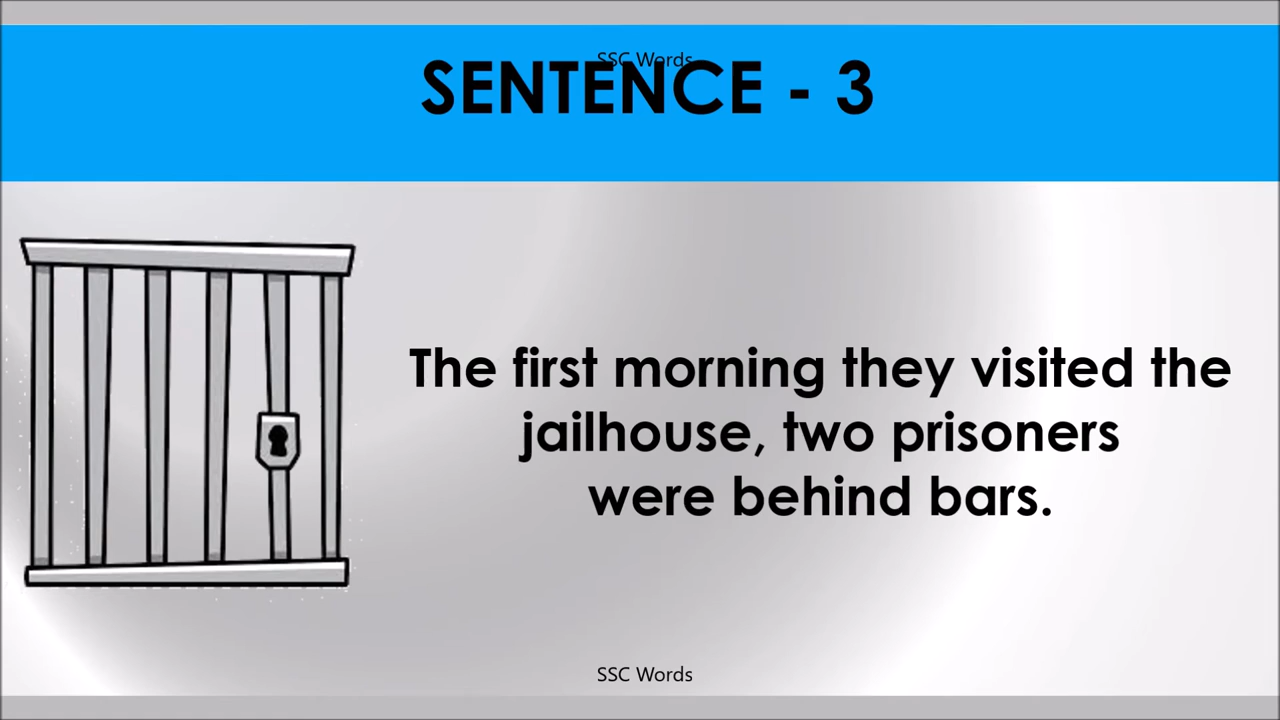 SSC Words
SENTENCE - 3
The first morning they visited the
jailhouse, two prisoners
were behind bars.
SSC Words